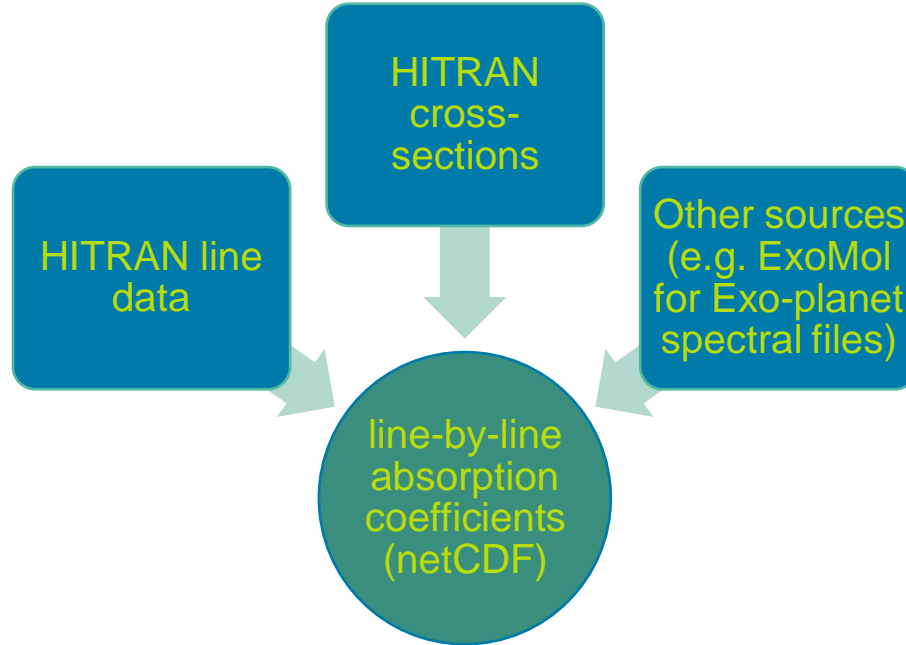 HITRAN
cross-
sections
HITRAN line
data
Other sources
(e.g. ExoMol
for Exo-planet
spectral files)
line-by-line
absorption
coefficients
(netCDF)